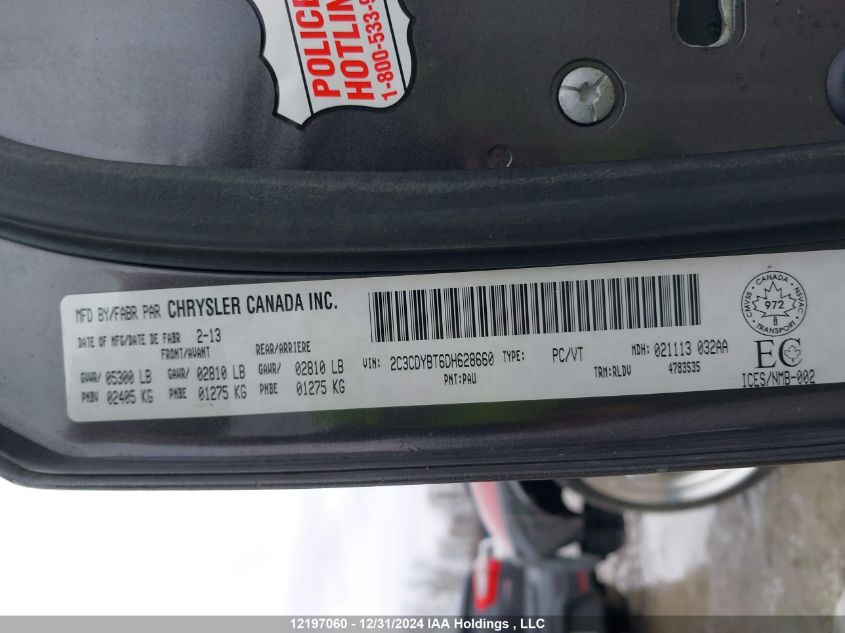 POLICE
HOTLIN
1-800-533-
MFD BY/FABR PAR CHRYSLER CANADA INC.
DATE OF MFG/DATE DE FABR 2-13
FRONT/AVANT REAR/ARRIERE
GVWR/ 05300 LB GAWR/ 02810 LB GAWR/ 02810 LB
PNBV 02405 KG PNBE 01275 KG PNBE 01275 KG
VIN: 2C3CDYBT6DH628660 TYPE: PC/VT MDH: 021113 032AA
PNT:PAU TRM:RLDV 4783535
CANADA
CMVSS NSVAC
972
TRANSPORT
EC
ICES/NMB-002
12197060 - 12/31/2024 IAA Holdings, LLC